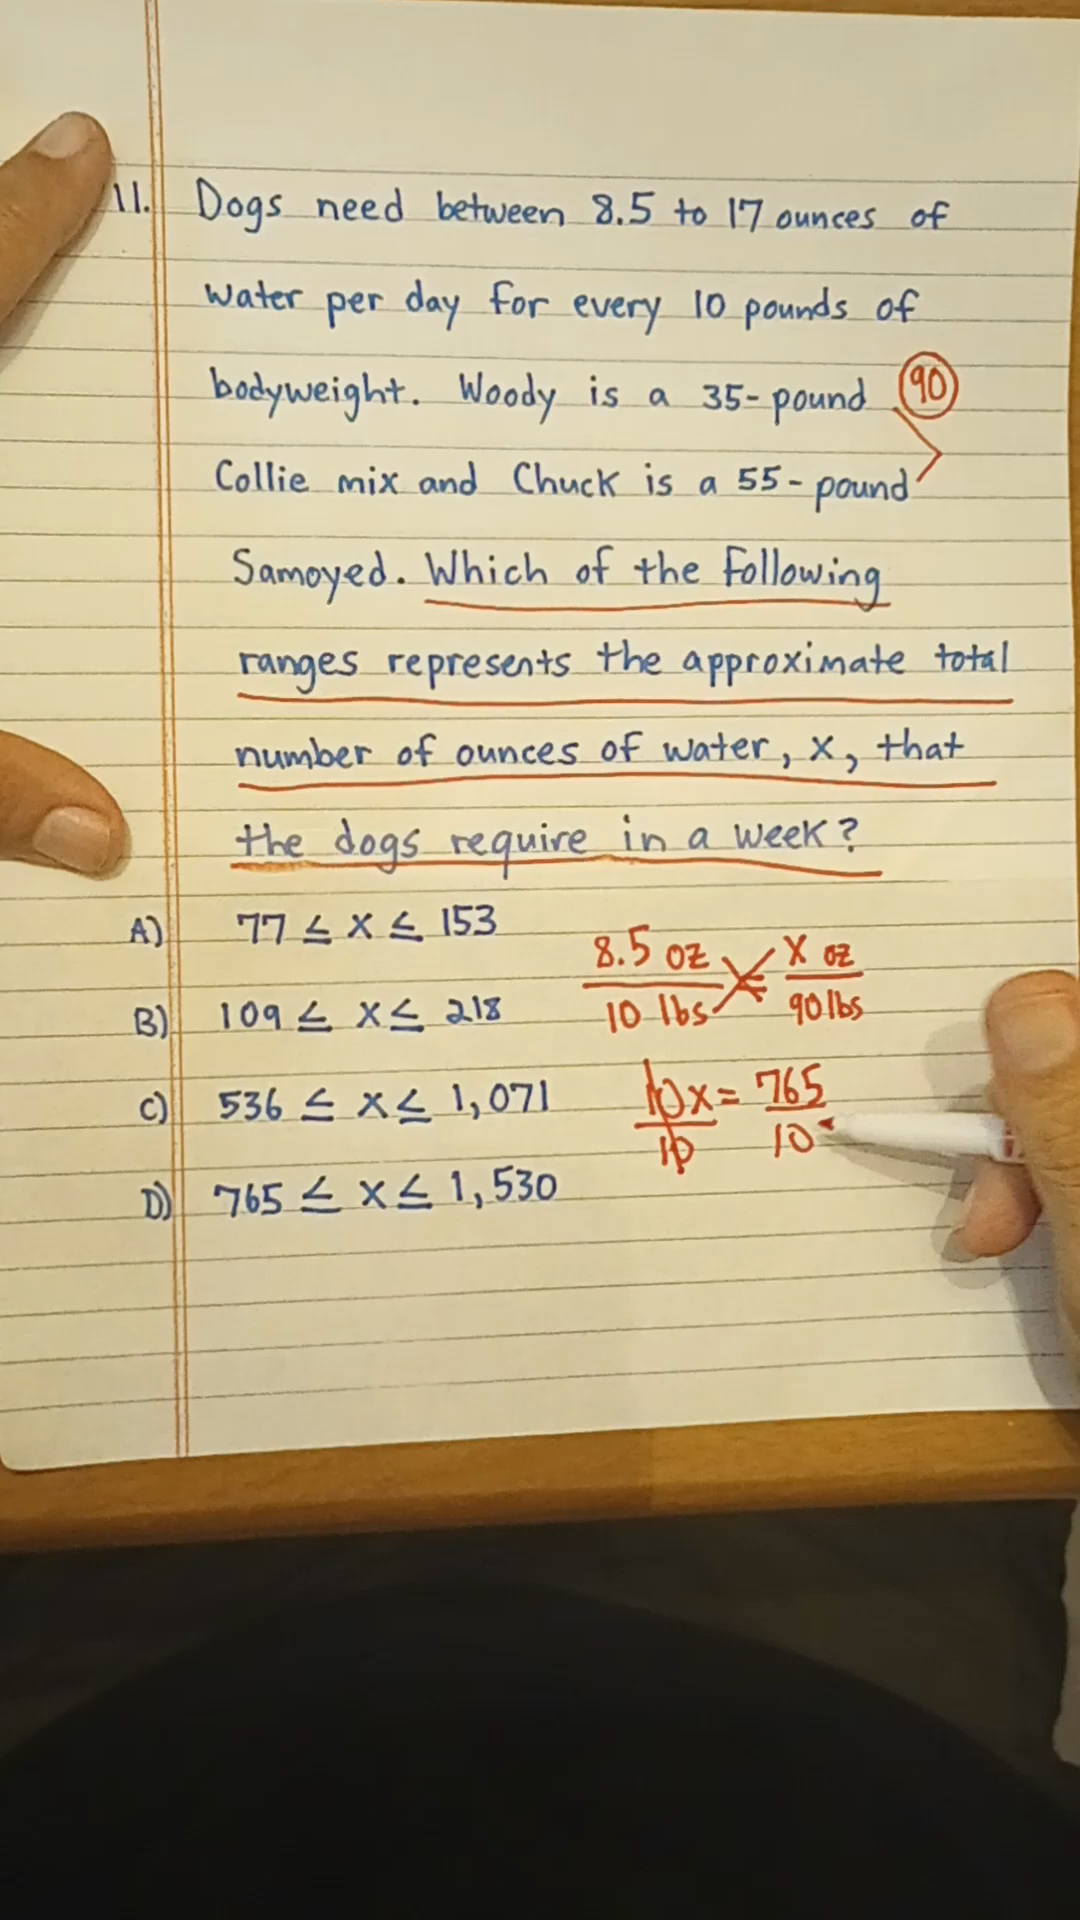 11. Dogs need between 8.5 to 17 ounces of
water per day for every 10 pounds of
bodyweight. Woody is a 35-pound 90
Collie mix and Chuck is a 55-pound
Samoyed. Which of the following
ranges represents the approximate total
number of ounces of water, x, that
the dogs require in a week?
A) 77 ≤ x ≤ 153
B) 109 ≤ x ≤ 218
C) 536 ≤ x ≤ 1,071
D) 765 ≤ x ≤ 1,530
8.5 oz = x oz
10 lbs 90 lbs
10x = 765
10 10